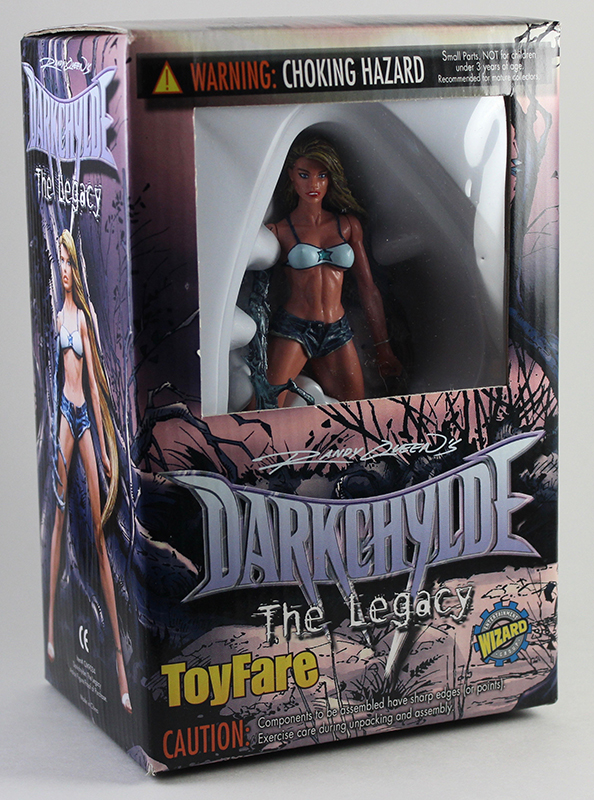 WARNING: CHOKING HAZARD
Small Parts. NOT for children
under 3 years of age.
Recommended for mature collectors.
RANDY QUEEN'S
DARKCHYLDE
The Legacy
RANDY QUEEN'S
DARKCHYLDE
The Legacy
ENTERTAINMENT
WIZARD
ToyFare
CAUTION:
Components to be assembled have sharp edges (or points).
Exercise care during unpacking and assembly.
CE